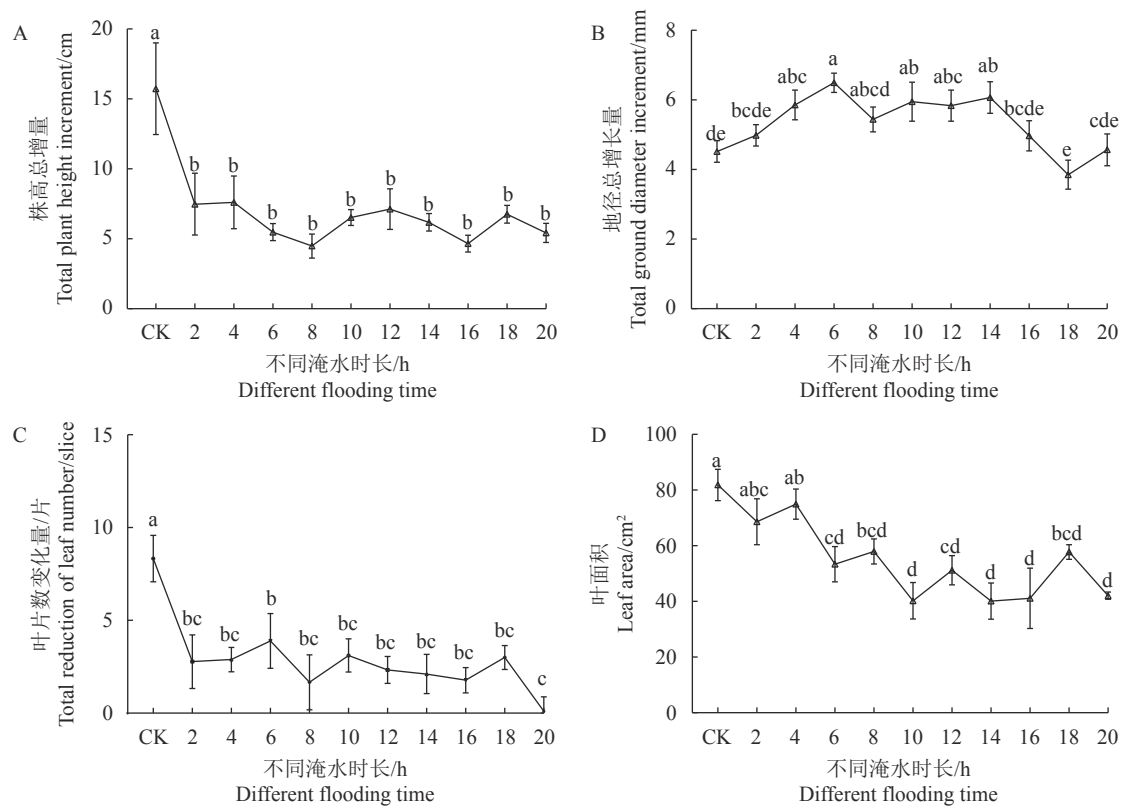 A
株高总增量
Total plant height increment/cm
20
15
10
5
0
a
b
b
b
b
b
b
b
b
b
b
CK 2 4 6 8 10 12 14 16 18 20
不同淹水时长/h
Different flooding time
B
地径总增长量
Total ground diameter increment/mm
8
6
4
2
0
de
bcde
abc
a
abcd
ab
abc
ab
bcde
e
cde
CK 2 4 6 8 10 12 14 16 18 20
不同淹水时长/h
Different flooding time
C
叶片数变化量/片
Total reduction of leaf number/slice
15
10
5
0
a
bc
bc
b
bc
bc
bc
bc
bc
bc
c
CK 2 4 6 8 10 12 14 16 18 20
不同淹水时长/h
Different flooding time
D
叶面积
Leaf area/cm²
100
80
60
40
20
0
a
abc
ab
cd
bcd
d
cd
d
d
bcd
d
CK 2 4 6 8 10 12 14 16 18 20
不同淹水时长/h
Different flooding time